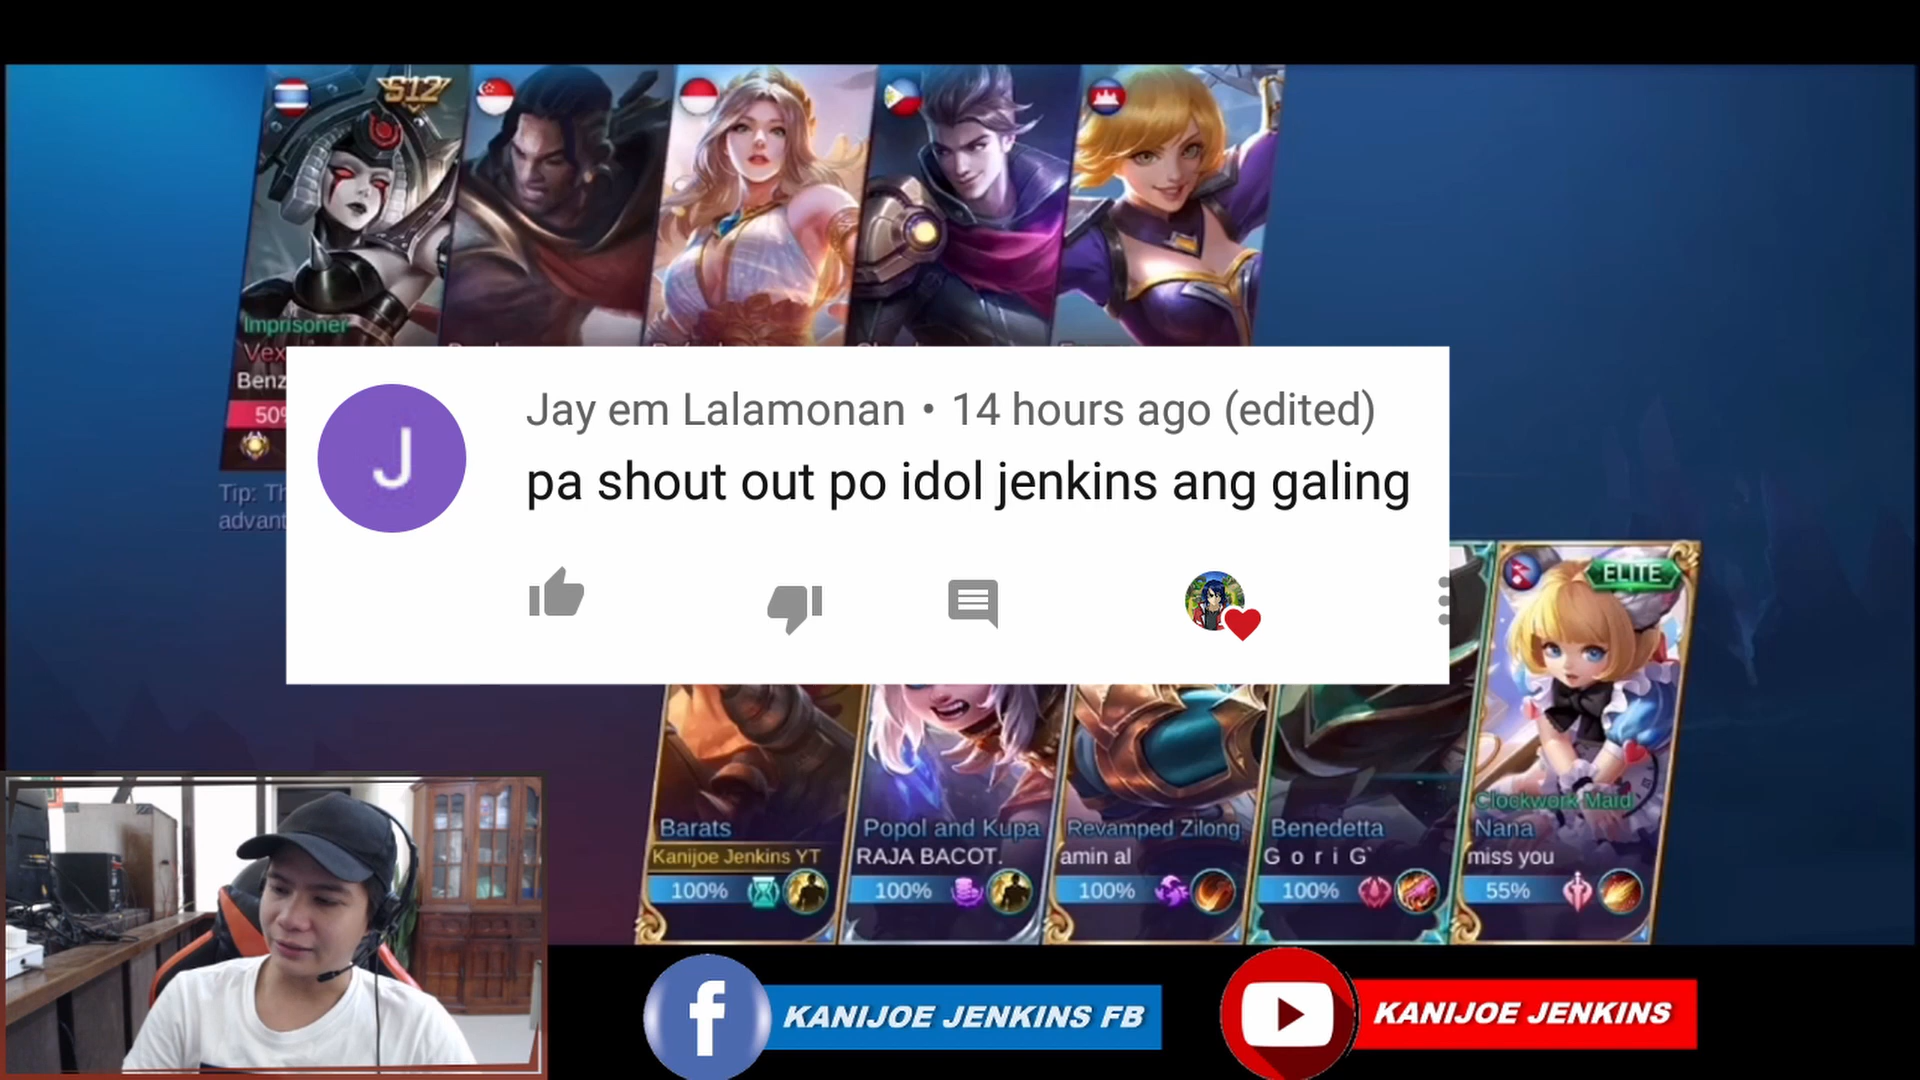 S12
Imprisoner
Vex
Benz
50%
Tip: Th
advant
Jay em Lalamonan • 14 hours ago (edited)
pa shout out po idol jenkins ang galing
J
ELITE
Clockwork Maid
Barats
Popol and Kupa
Revamped Zilong
Benedetta
Nana
Kanijoe Jenkins YT
RAJA BACOT.
amin al
G o r i G`
miss you
100%
100%
100%
100%
55%
KANIJOE JENKINS FB
KANIJOE JENKINS